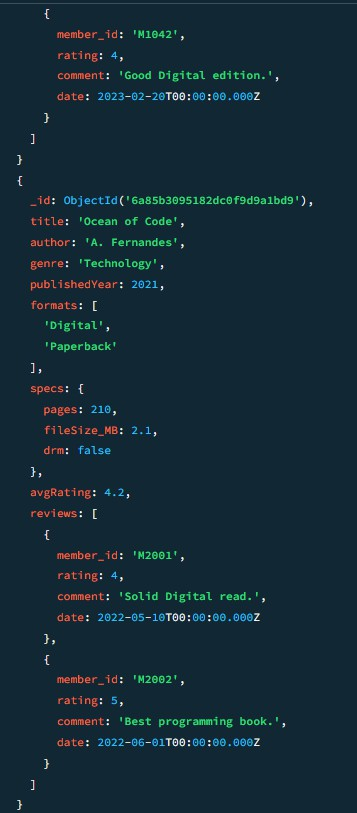 {
member_id: 'M1042',
rating: 4,
comment: 'Good Digital edition.',
date: 2023-02-20T00:00:00.000Z
}
]
}
{
_id: ObjectId('6a85b3095182dc0f9d9a1bd9'),
title: 'Ocean of Code',
author: 'A. Fernandes',
genre: 'Technology',
publishedYear: 2021,
formats: [
'Digital',
'Paperback'
],
specs: {
pages: 210,
fileSize_MB: 2.1,
drm: false
},
avgRating: 4.2,
reviews: [
{
member_id: 'M2001',
rating: 4,
comment: 'Solid Digital read.',
date: 2022-05-10T00:00:00.000Z
},
{
member_id: 'M2002',
rating: 5,
comment: 'Best programming book.',
date: 2022-06-01T00:00:00.000Z
}
]
}